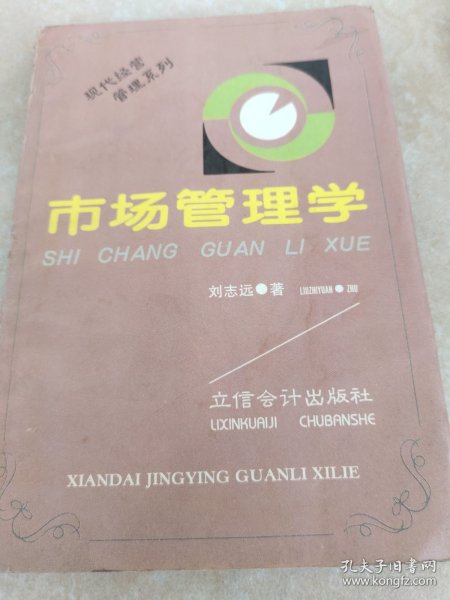 现代经营
管理系列
市场管理学
SHI CHANG GUAN LI XUE
刘志远●著 LIUZHIYUAN●ZHU
立信会计出版社
LIXINKUAIJI CHUBANSHE
XIANDAI JINGYING GUANLI XILIE
孔夫子旧书网
www.kongfz.com